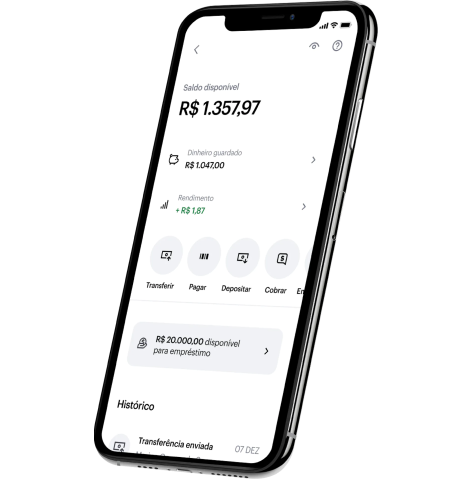 Saldo disponível
R$ 1.357,97
Dinheiro guardado
R$ 1.047,00
Rendimento
+ R$ 1,87
Transferir Pagar Depositar Cobrar
R$ 20.000,00 disponível
para empréstimo
Histórico
Transferência enviada 07 DEZ